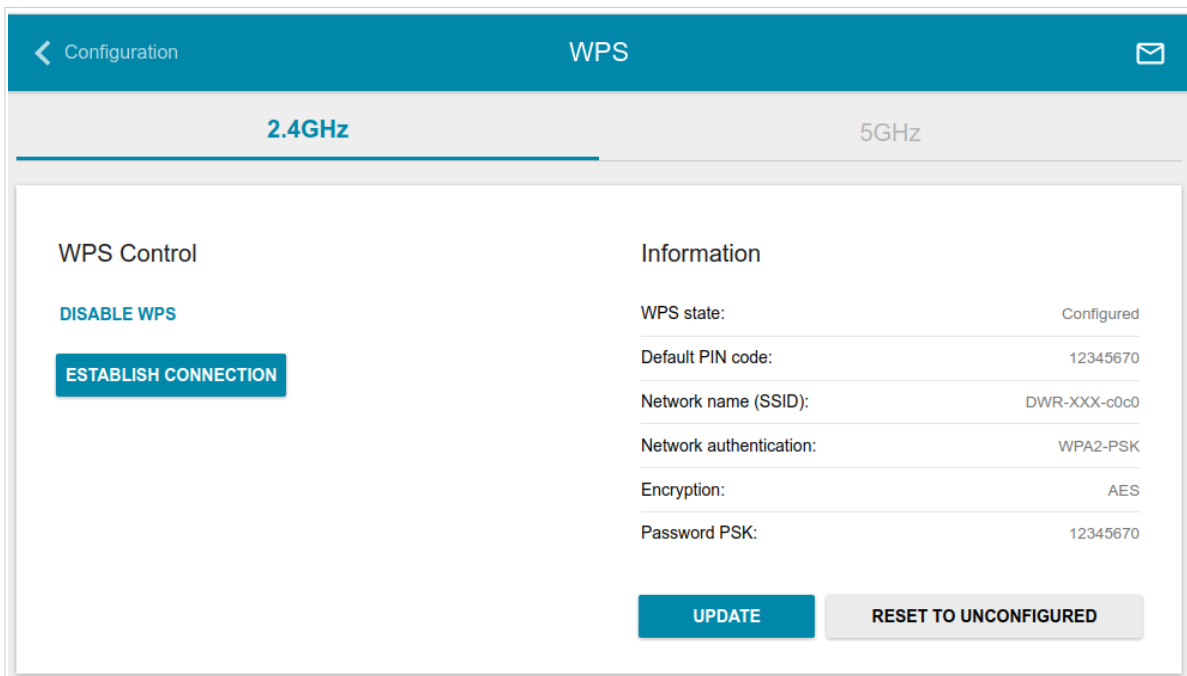 Configuration
WPS
2.4GHz
5GHz
WPS Control
DISABLE WPS
ESTABLISH CONNECTION
Information
WPS state: Configured
Default PIN code: 12345670
Network name (SSID): DWR-XXX-c0c0
Network authentication: WPA2-PSK
Encryption: AES
Password PSK: 12345670
UPDATE
RESET TO UNCONFIGURED